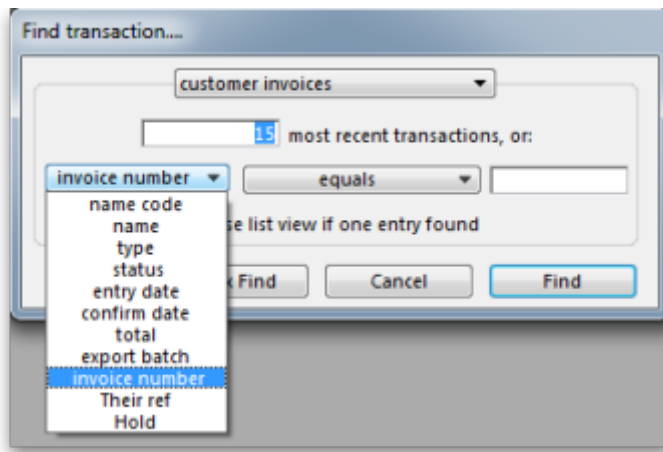 Find transaction....
customer invoices
15 most recent transactions, or:
invoice number equals
name code
name
type
status
entry date
confirm date
total
export batch
invoice number
Their ref
Hold
list view if one entry found
Find Cancel Find